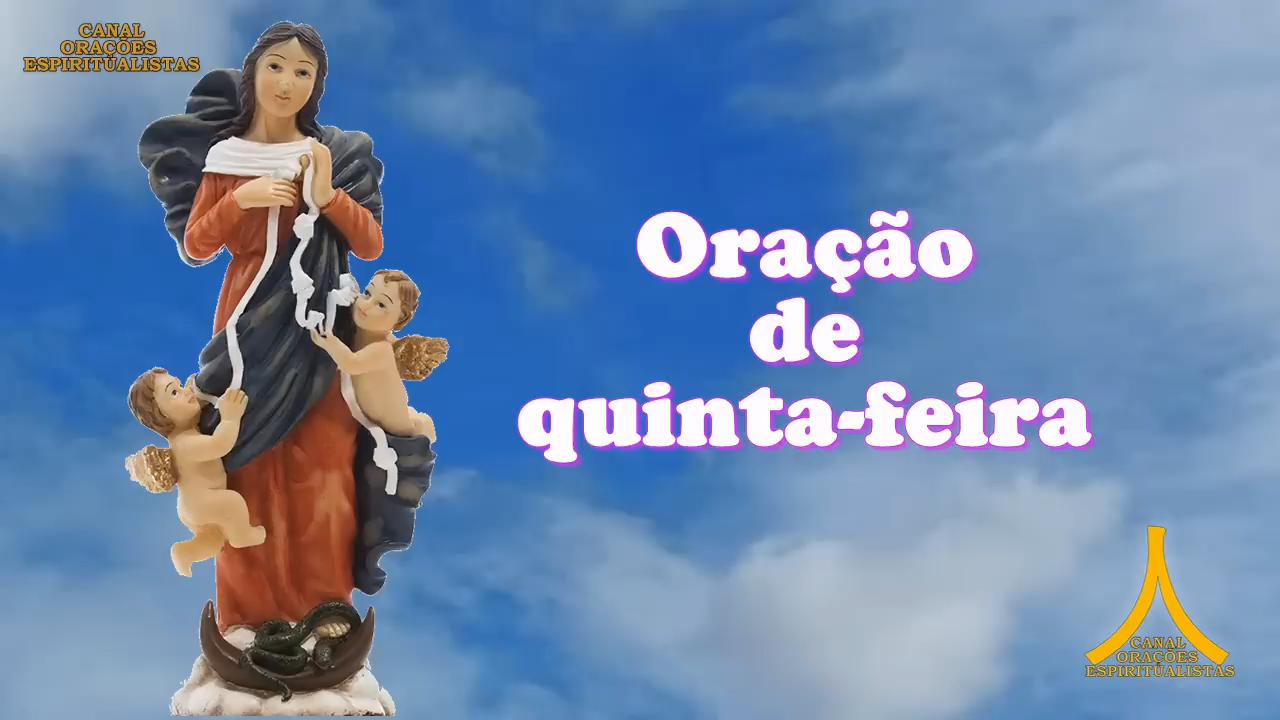 CANAL
ORAÇÕES
ESPIRITUALISTAS
Oração
de
quinta-feira
CANAL
ORAÇÕES
ESPIRITUALISTAS